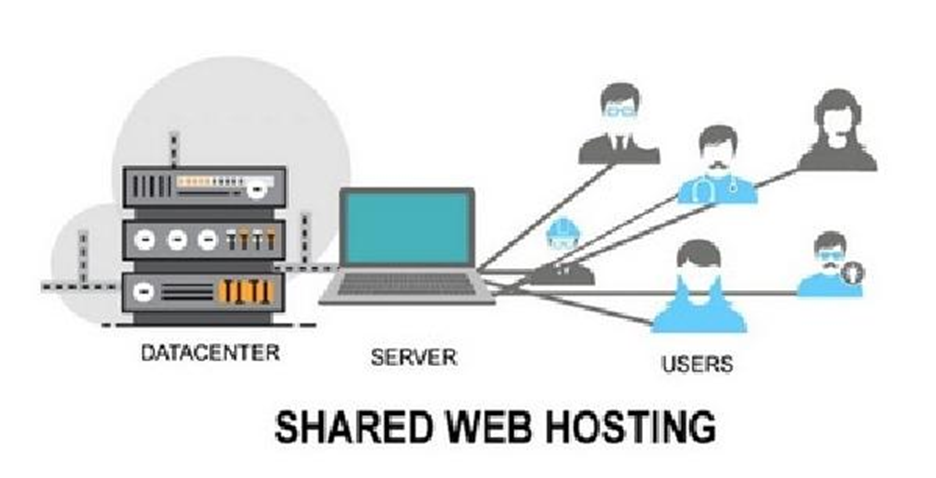 DATACENTER
SERVER
USERS
SHARED WEB HOSTING